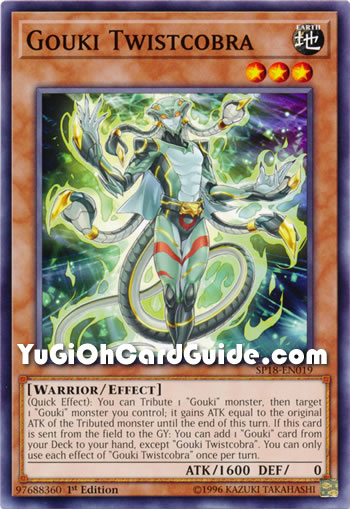 GOUKI TWISTCOBRA
EARTH
地
YuGiOhCardGuide.com
SP18-EN019
[WARRIOR/EFFECT]
(Quick Effect): You can Tribute 1 "Gouki" monster, then target
1 "Gouki" monster you control; it gains ATK equal to the original
ATK of the Tributed monster until the end of this turn. If this card
is sent from the field to the GY: You can add 1 "Gouki" card from
your Deck to your hand, except "Gouki Twistcobra". You can only
use each effect of "Gouki Twistcobra" once per turn.
ATK/1600 DEF/ 0
97688360 1st Edition ©1996 KAZUKI TAKAHASHI